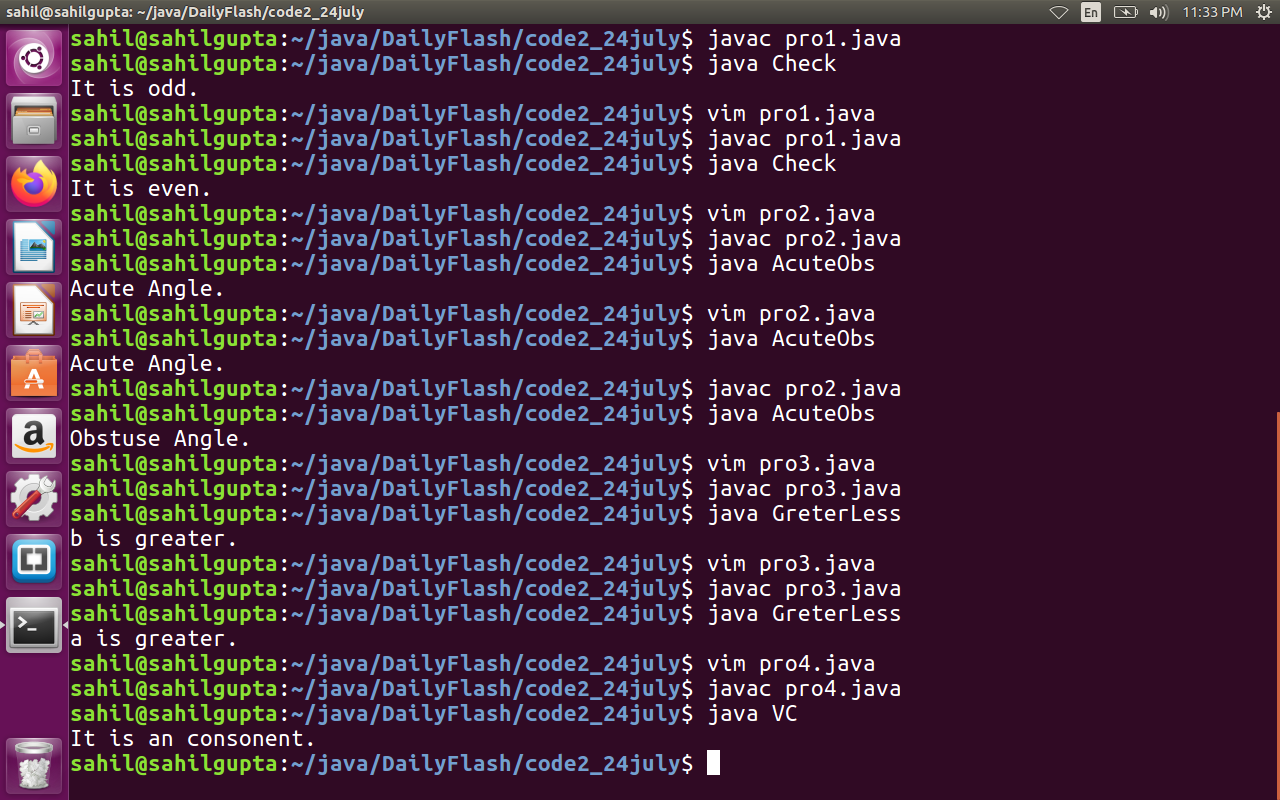 sahil@sahilgupta: ~/java/DailyFlash/code2_24july En 11:33 PM
sahil@sahilgupta:~/java/DailyFlash/code2_24july$ javac pro1.java
sahil@sahilgupta:~/java/DailyFlash/code2_24july$ java Check
It is odd.
sahil@sahilgupta:~/java/DailyFlash/code2_24july$ vim pro1.java
sahil@sahilgupta:~/java/DailyFlash/code2_24july$ javac pro1.java
sahil@sahilgupta:~/java/DailyFlash/code2_24july$ java Check
It is even.
sahil@sahilgupta:~/java/DailyFlash/code2_24july$ vim pro2.java
sahil@sahilgupta:~/java/DailyFlash/code2_24july$ javac pro2.java
sahil@sahilgupta:~/java/DailyFlash/code2_24july$ java AcuteObs
Acute Angle.
sahil@sahilgupta:~/java/DailyFlash/code2_24july$ vim pro2.java
sahil@sahilgupta:~/java/DailyFlash/code2_24july$ java AcuteObs
Acute Angle.
sahil@sahilgupta:~/java/DailyFlash/code2_24july$ javac pro2.java
sahil@sahilgupta:~/java/DailyFlash/code2_24july$ java AcuteObs
Obstuse Angle.
sahil@sahilgupta:~/java/DailyFlash/code2_24july$ vim pro3.java
sahil@sahilgupta:~/java/DailyFlash/code2_24july$ javac pro3.java
sahil@sahilgupta:~/java/DailyFlash/code2_24july$ java GreterLess
b is greater.
sahil@sahilgupta:~/java/DailyFlash/code2_24july$ vim pro3.java
sahil@sahilgupta:~/java/DailyFlash/code2_24july$ javac pro3.java
sahil@sahilgupta:~/java/DailyFlash/code2_24july$ java GreterLess
a is greater.
sahil@sahilgupta:~/java/DailyFlash/code2_24july$ vim pro4.java
sahil@sahilgupta:~/java/DailyFlash/code2_24july$ javac pro4.java
sahil@sahilgupta:~/java/DailyFlash/code2_24july$ java VC
It is an consonent.
sahil@sahilgupta:~/java/DailyFlash/code2_24july$